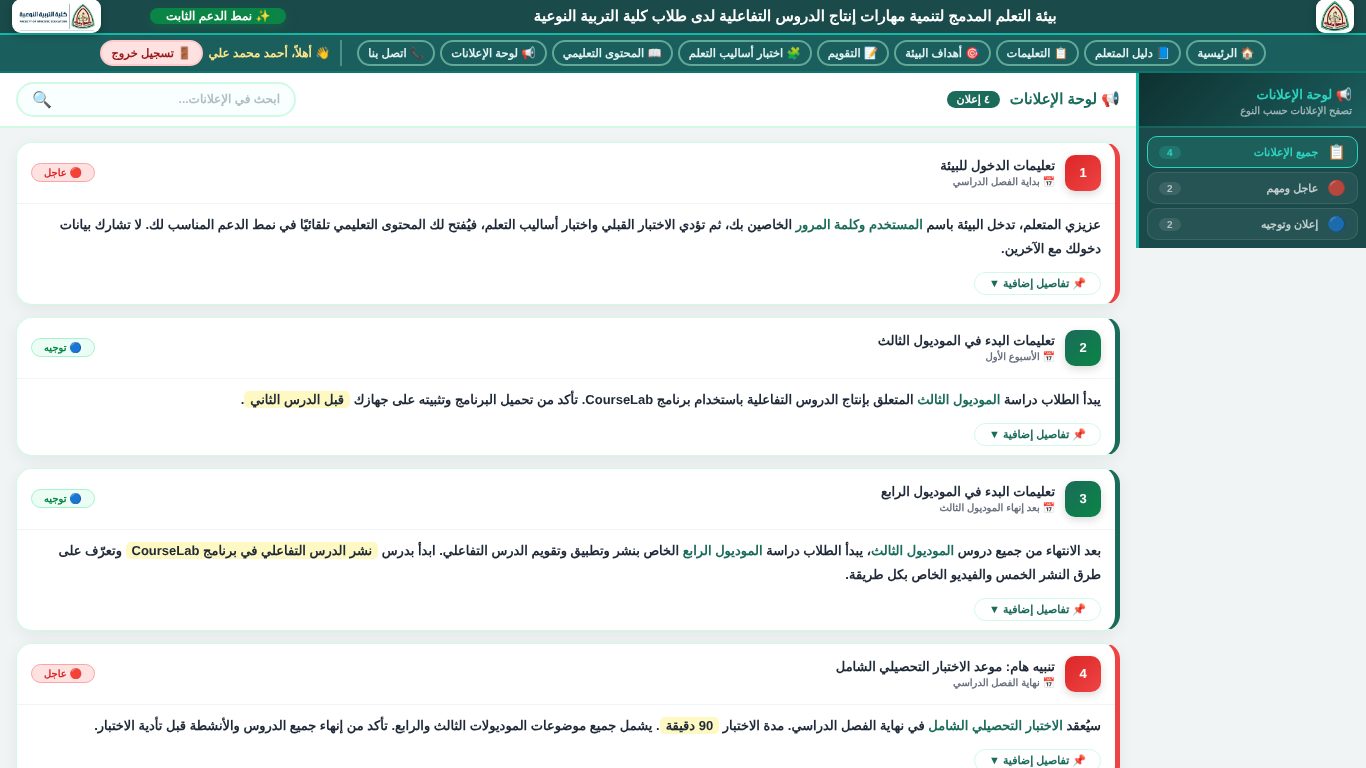 بيئة التعلم المدمج لتنمية مهارات إنتاج الدروس التفاعلية لدى طلاب كلية التربية النوعية
✨ نمط الدعم الثابت
كلية التربية النوعية
🏠 الرئيسية
📘 دليل المتعلم
📋 التعليمات
🎯 أهداف البيئة
📝 التقويم
🧩 اختبار أساليب التعلم
📖 المحتوى التعليمي
📢 لوحة الإعلانات
📞 اتصل بنا
👋 أهلاً، أحمد محمد علي
🚪 تسجيل خروج
📢 لوحة الإعلانات
تصفح الإعلانات حسب النوع
📋 جميع الإعلانات 4
🔴 عاجل ومهم 2
🔵 إعلان وتوجيه 2
📢 لوحة الإعلانات
٤ إعلان
ابحث في الإعلانات... 🔍
1
تعليمات الدخول للبيئة
📅 بداية الفصل الدراسي
🔴 عاجل
عزيزي المتعلم، تدخل البيئة باسم المستخدم وكلمة المرور الخاصين بك، ثم تؤدي الاختبار القبلي واختبار أساليب التعلم، فيُفتح لك المحتوى التعليمي تلقائيًا في نمط الدعم المناسب لك. لا تشارك بيانات
دخولك مع الآخرين.
📌 تفاصيل إضافية ▼
2
تعليمات البدء في الموديول الثالث
📅 الأسبوع الأول
🔵 توجيه
يبدأ الطلاب دراسة الموديول الثالث المتعلق بإنتاج الدروس التفاعلية باستخدام برنامج CourseLab. تأكد من تحميل البرنامج وتثبيته على جهازك قبل الدرس الثاني .
📌 تفاصيل إضافية ▼
3
تعليمات البدء في الموديول الرابع
📅 بعد إنهاء الموديول الثالث
🔵 توجيه
بعد الانتهاء من جميع دروس الموديول الثالث، يبدأ الطلاب دراسة الموديول الرابع الخاص بنشر وتطبيق وتقويم الدرس التفاعلي. ابدأ بدرس نشر الدرس التفاعلي في برنامج CourseLab وتعرّف على
طرق النشر الخمس والفيديو الخاص بكل طريقة.
📌 تفاصيل إضافية ▼
4
تنبيه هام: موعد الاختبار التحصيلي الشامل
📅 نهاية الفصل الدراسي
🔴 عاجل
سيُعقد الاختبار التحصيلي الشامل في نهاية الفصل الدراسي. مدة الاختبار 90 دقيقة . يشمل جميع موضوعات الموديولات الثالث والرابع. تأكد من إنهاء جميع الدروس والأنشطة قبل تأدية الاختبار.
📌 تفاصيل إضافية ▼